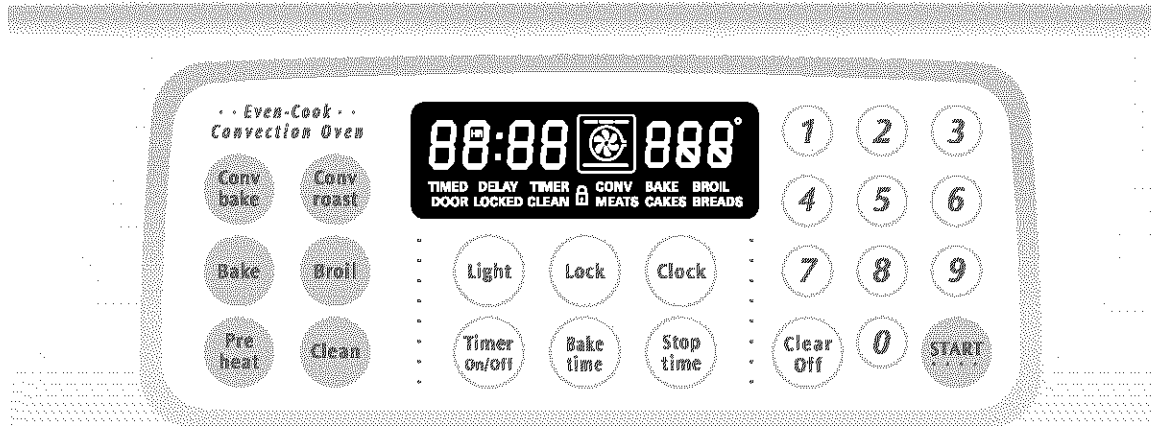 · · Even-Cook · ·
Convection Oven
Conv
bake
Conv
roast
Bake
Broil
Pre
heat
Clean
88:88 888°
Hr
TIMED DELAY TIMER CONV BAKE BROIL
DOOR LOCKED CLEAN MEATS CAKES BREADS
Light
Lock
Clock
Timer
On/Off
Bake
time
Stop
time
1 2 3
4 5 6
7 8 9
Clear
Off
0
START